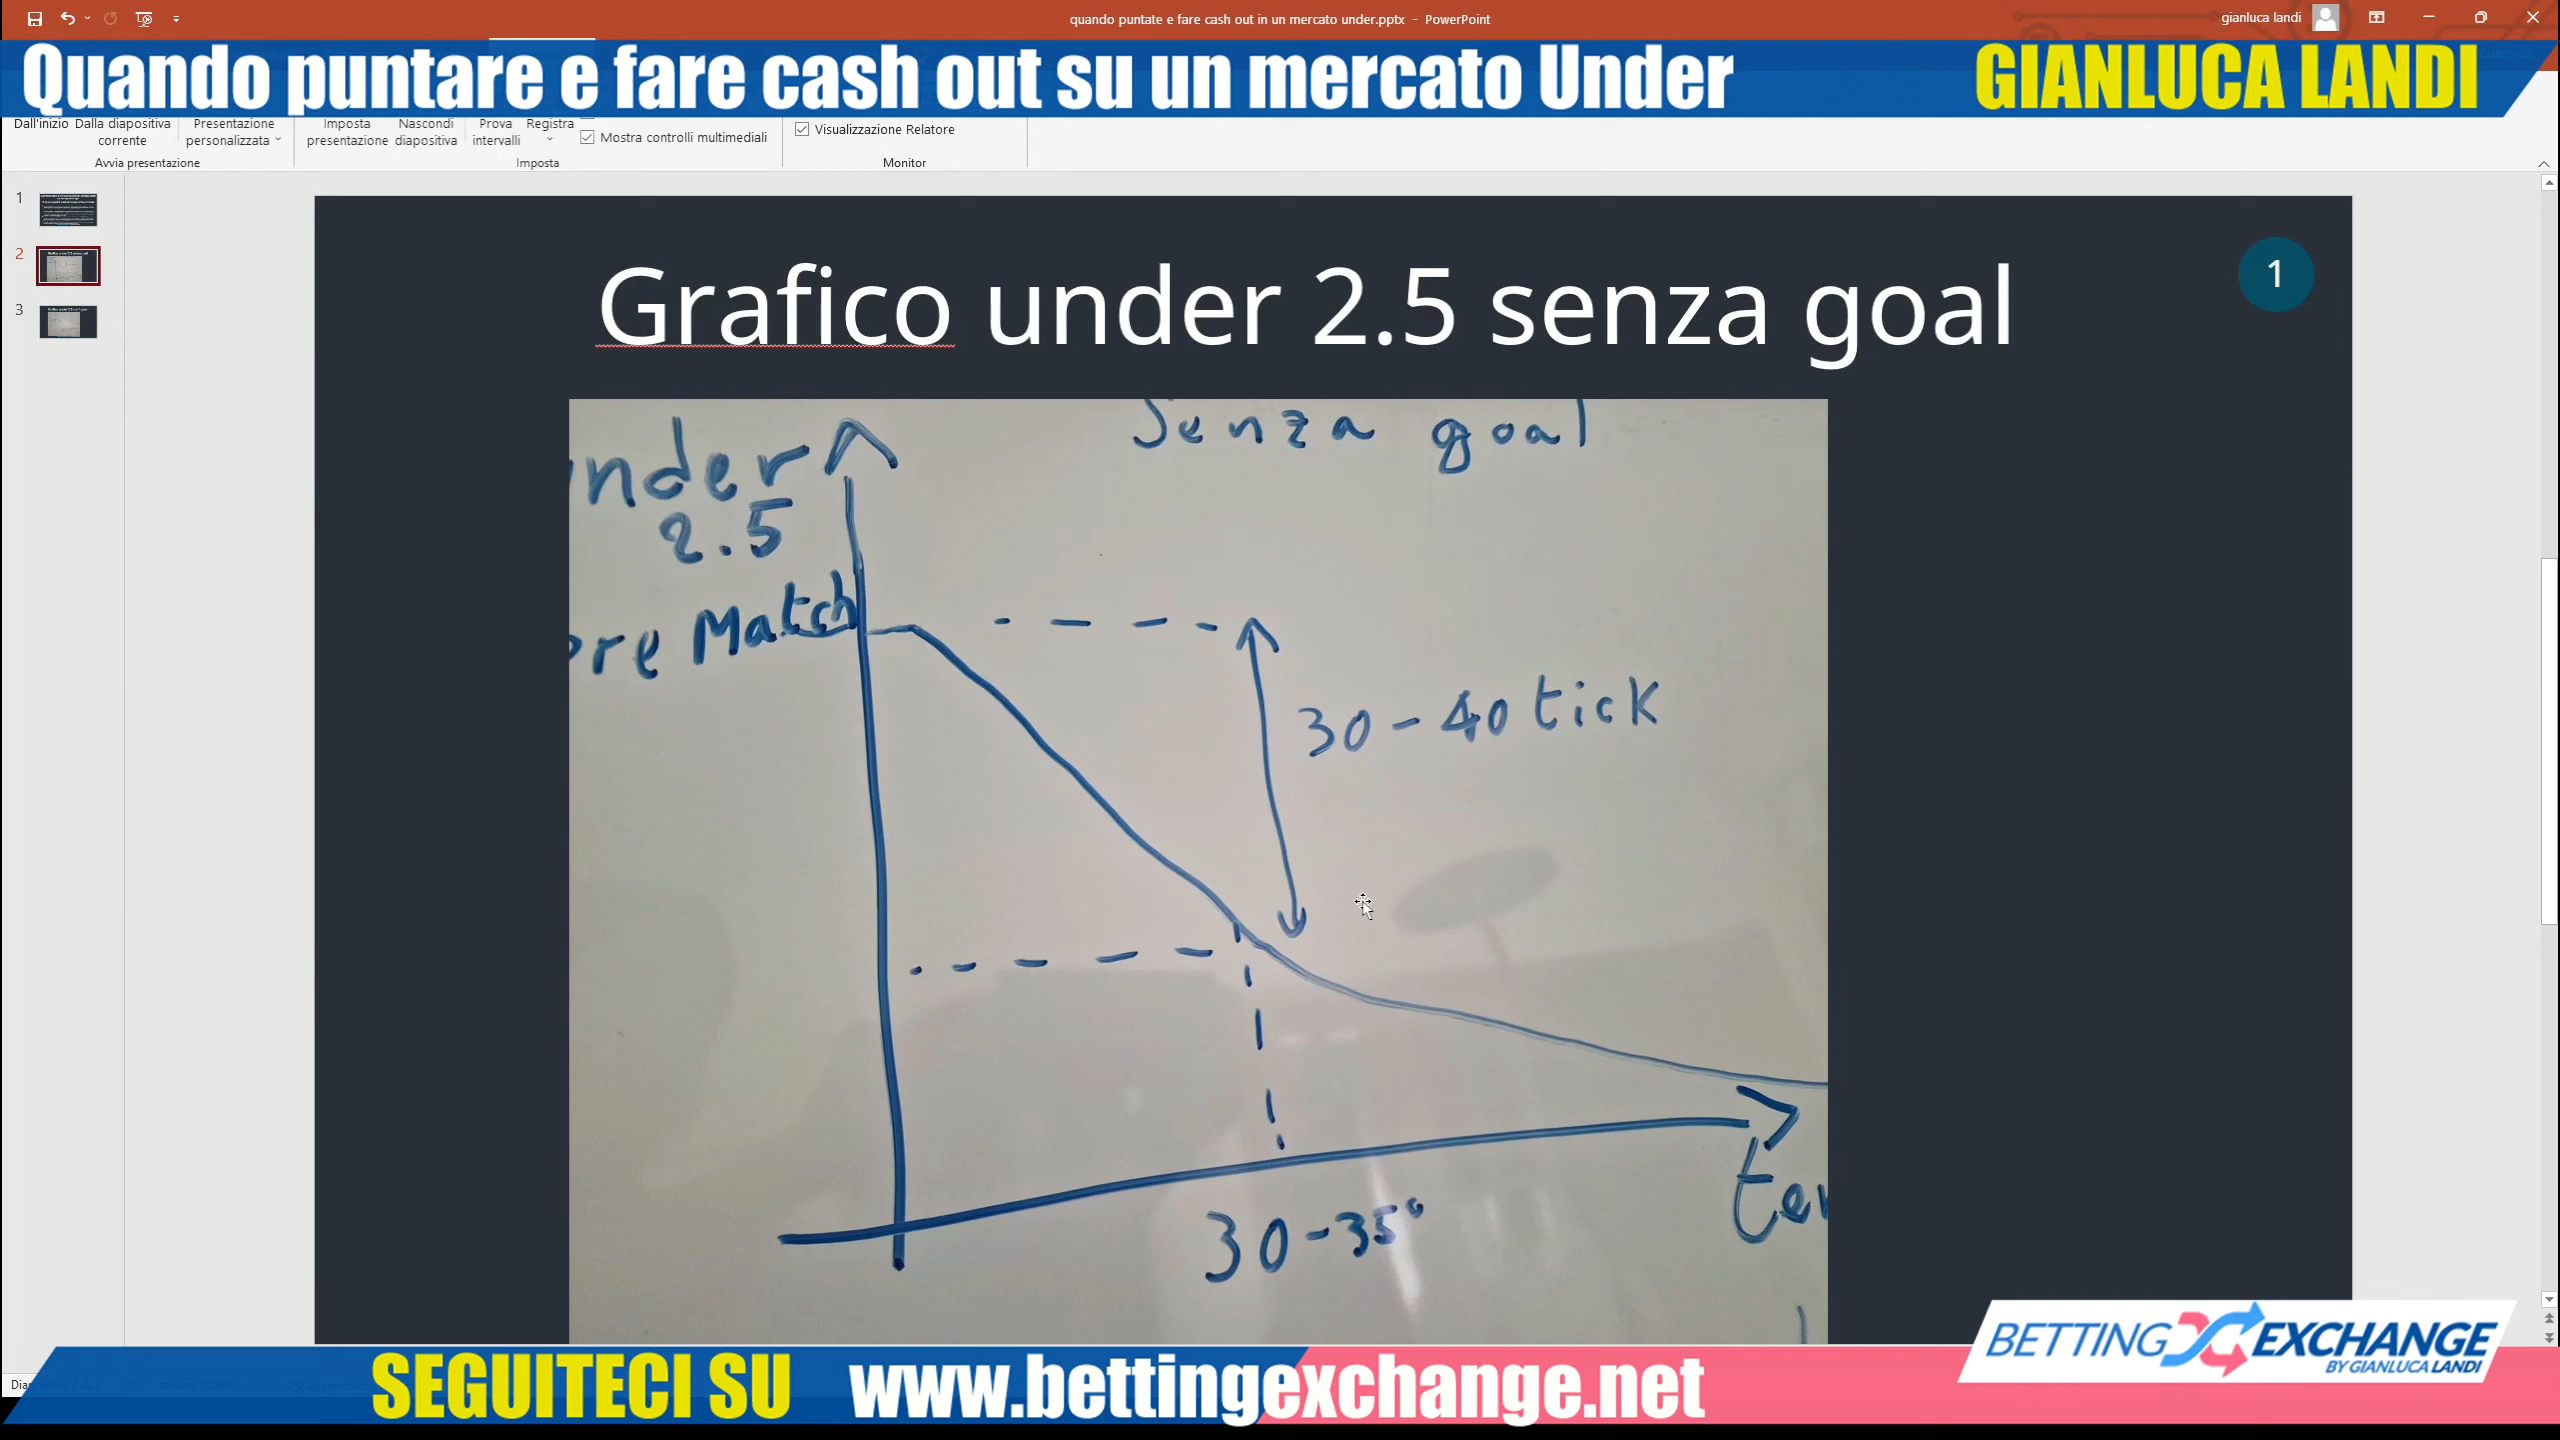 quando puntate e fare cash out in un mercato under.pptx - PowerPoint
gianluca landi
Quando puntare e fare cash out su un mercato Under
GIANLUCA LANDI
Dall'inizio
Dalla diapositiva corrente
Presentazione personalizzata
Imposta presentazione
Nascondi diapositiva
Prova intervalli
Registra
Mostra controlli multimediali
Visualizzazione Relatore
Avvia presentazione
Imposta
Monitor
1
2
3
Grafico under 2.5 senza goal
1
Senza goal
nder
2.5
pre Match
30-40 tick
30-35°
SEGUITECI SU
www.bettingexchange.net
BETTING EXCHANGE
BY GIANLUCA LANDI